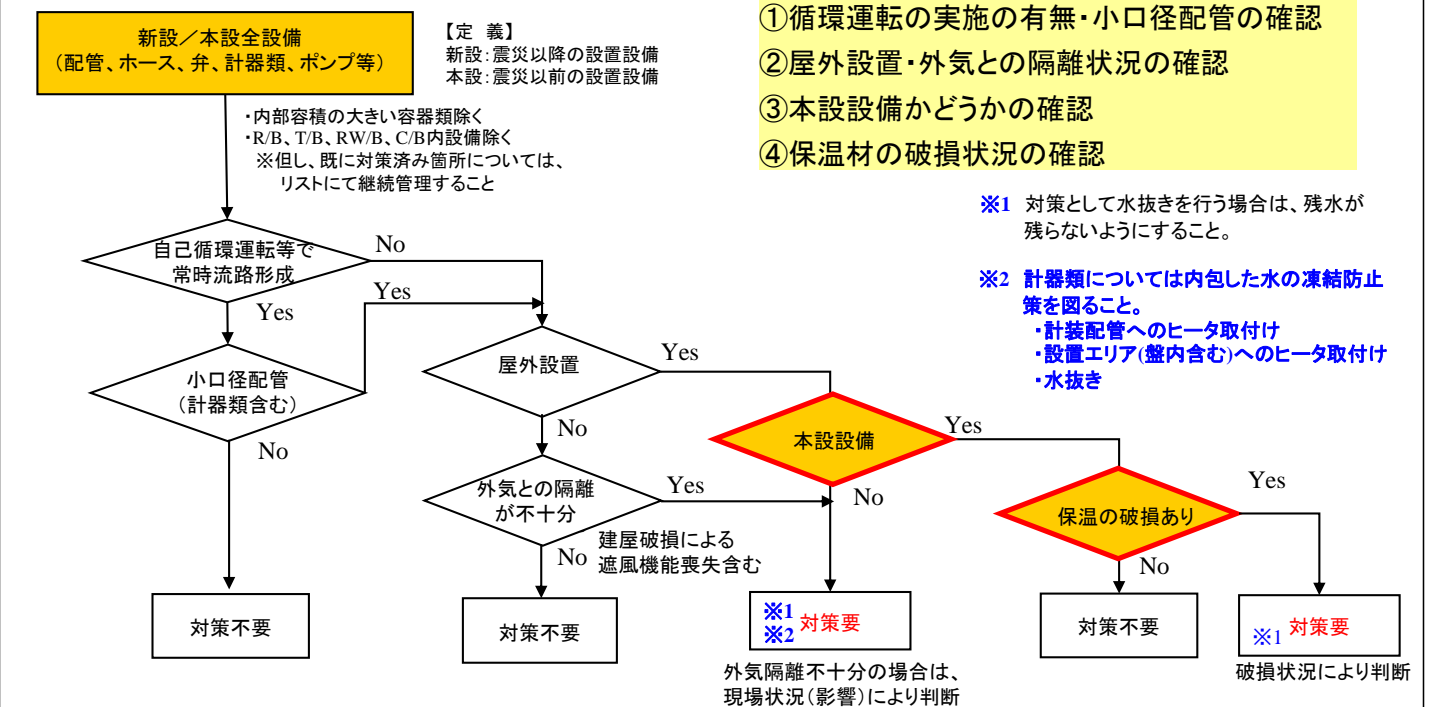 新設／本設全設備
（配管、ホース、弁、計器類、ポンプ等）
【定　義】
新設：震災以降の設置設備
本設：震災以前の設置設備
①循環運転の実施の有無・小口径配管の確認
②屋外設置・外気との隔離状況の確認
③本設設備かどうかの確認
④保温材の破損状況の確認
・内部容積の大きい容器類除く
・R/B、T/B、RW/B、C/B内設備除く
※但し、既に対策済み箇所については、
リストにて継続管理すること
※1 対策として水抜きを行う場合は、残水が
残らないようにすること。
※2 計器類については内包した水の凍結防止
策を図ること。
・計装配管へのヒータ取付け
・設置エリア(盤内含む)へのヒータ取付け
・水抜き
自己循環運転等で
常時流路形成
No
Yes
Yes
小口径配管
（計器類含む）
No
屋外設置
Yes
No
本設設備
Yes
No
外気との隔離
が不十分
Yes
No
建屋破損による
遮風機能喪失含む
保温の破損あり
Yes
No
対策不要
対策不要
※1
※2
対策要
対策不要
※1 対策要
外気隔離不十分の場合は、
現場状況（影響）により判断
破損状況により判断